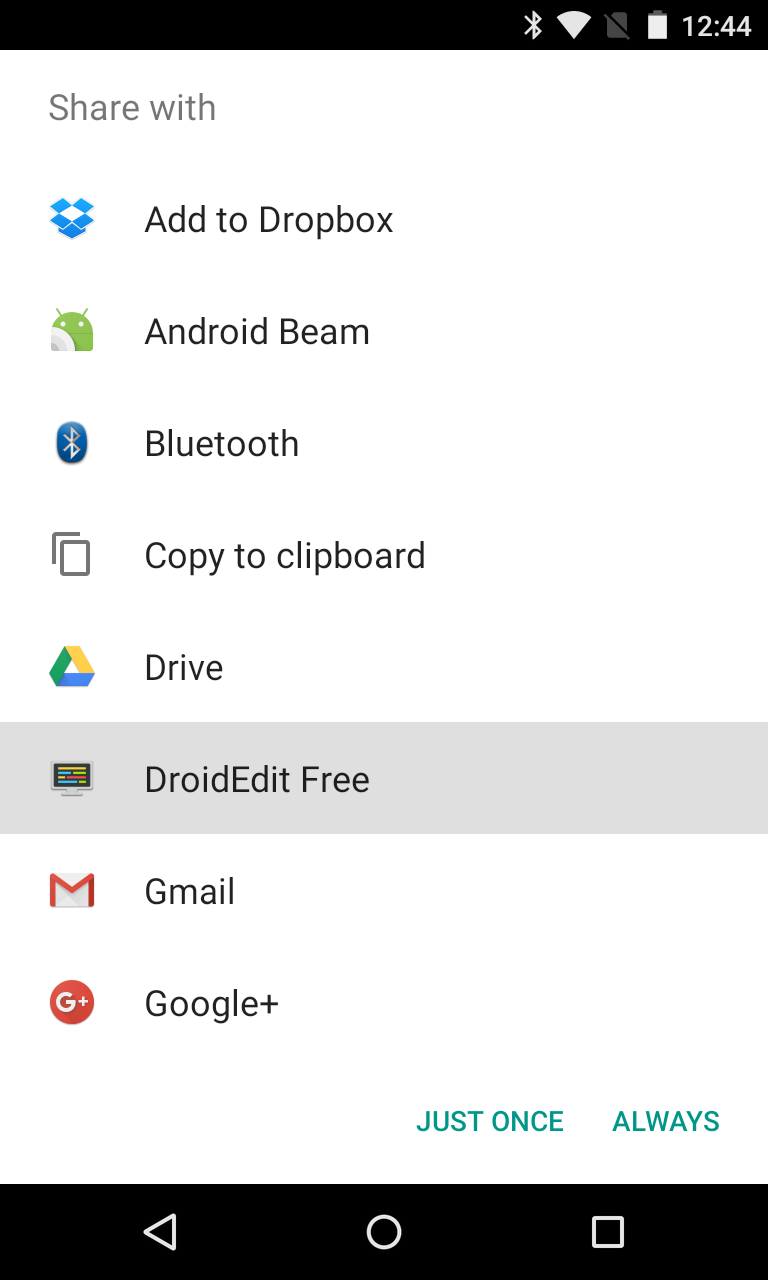 12:44
Share with
Add to Dropbox
Android Beam
Bluetooth
Copy to clipboard
Drive
DroidEdit Free
Gmail
G+
Google+
JUST ONCE ALWAYS